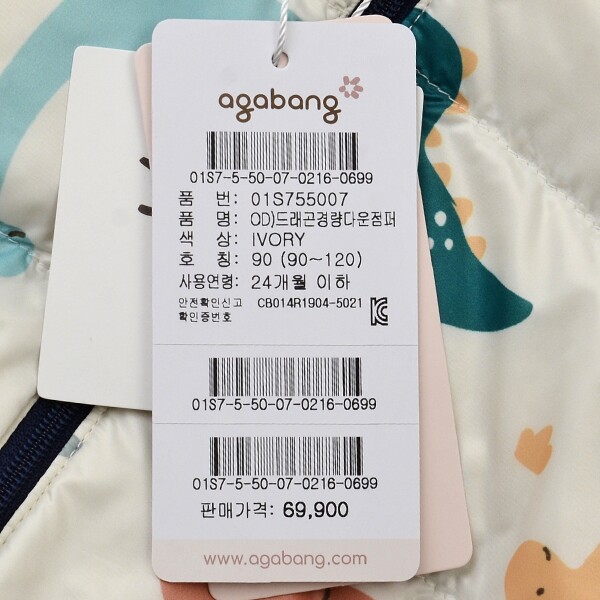 agabang
01S7-5-50-07-0216-0699
품 번: 01S755007
품 명: OD)드래곤경량다운점퍼
색 상: IVORY
호 칭: 90 (90~120)
사용연령: 24개월 이하
안전확인신고 CB014R1904-5021
확인증번호
01S7-5-50-07-0216-0699
01S7-5-50-07-0216-0699
판매가격: 69,900
www.agabang.com